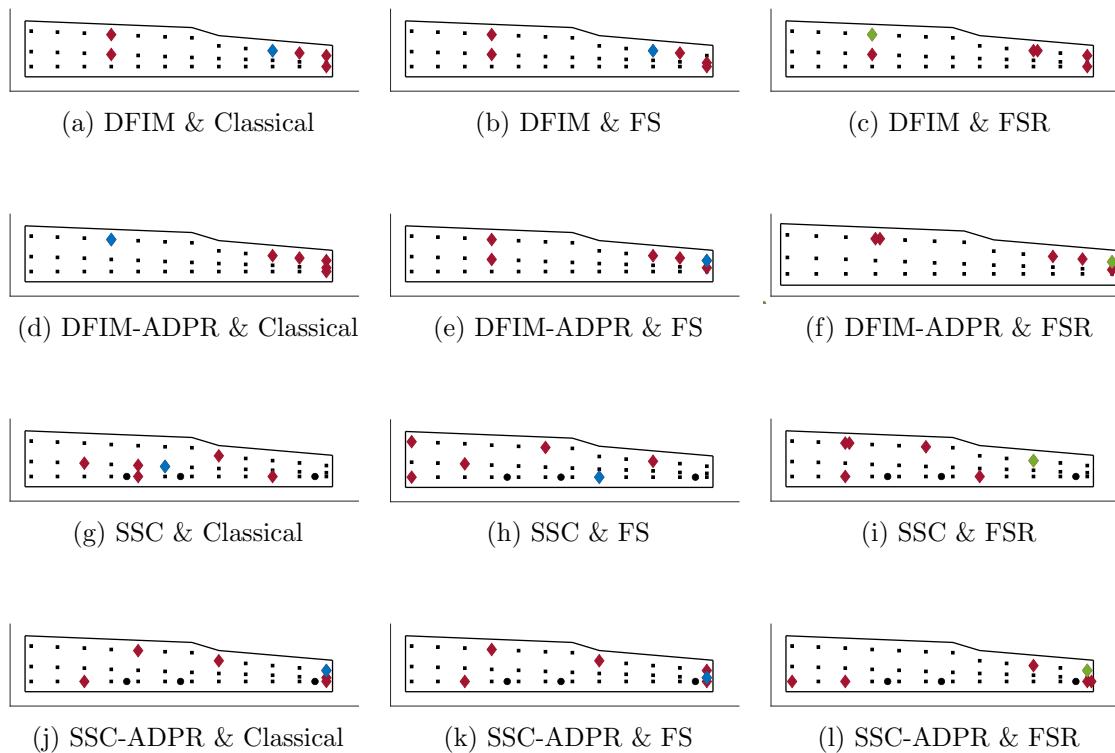 (a) DFIM & Classical
(b) DFIM & FS
(c) DFIM & FSR
(d) DFIM-ADPR & Classical
(e) DFIM-ADPR & FS
(f) DFIM-ADPR & FSR
(g) SSC & Classical
(h) SSC & FS
(i) SSC & FSR
(j) SSC-ADPR & Classical
(k) SSC-ADPR & FS
(l) SSC-ADPR & FSR